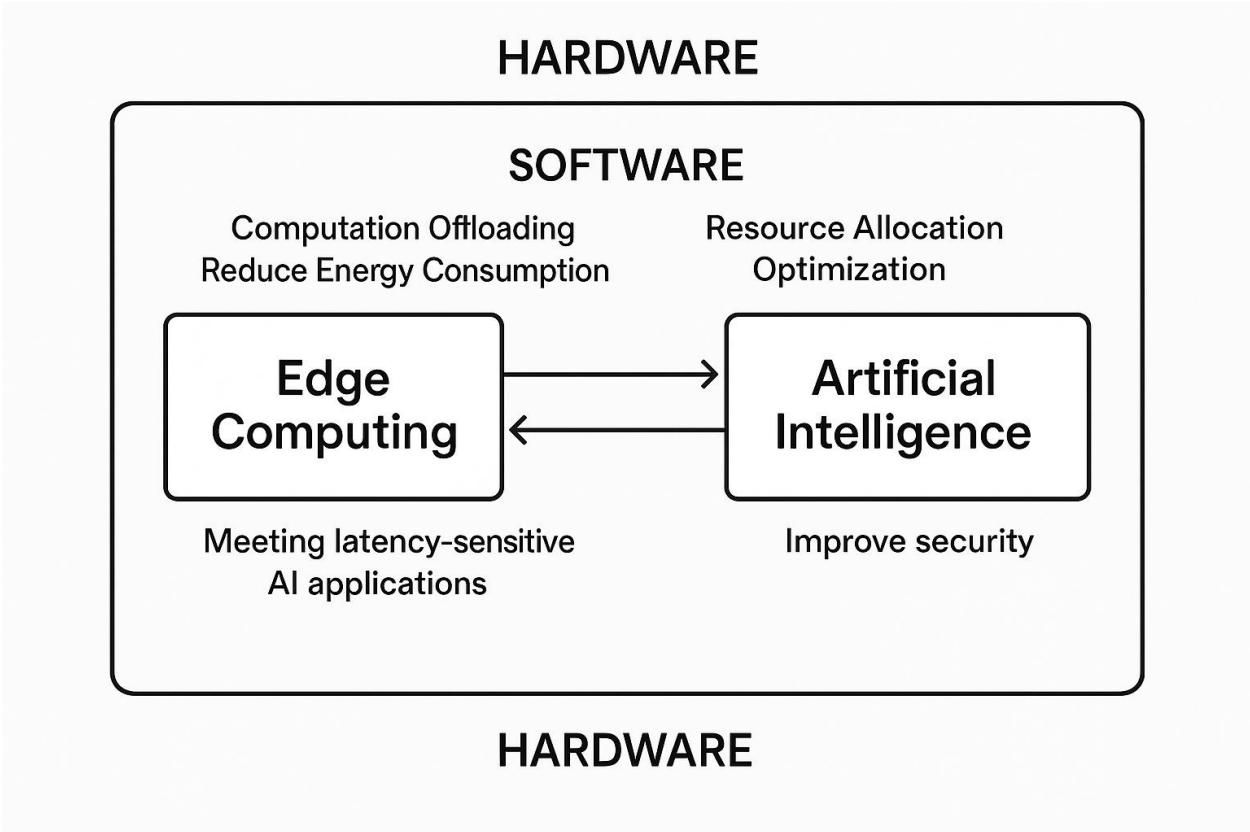 HARDWARE
SOFTWARE
Computation Offloading
Reduce Energy Consumption
Resource Allocation
Optimization
Edge
Computing
Artificial
Intelligence
Meeting latency-sensitive
AI applications
Improve security
HARDWARE